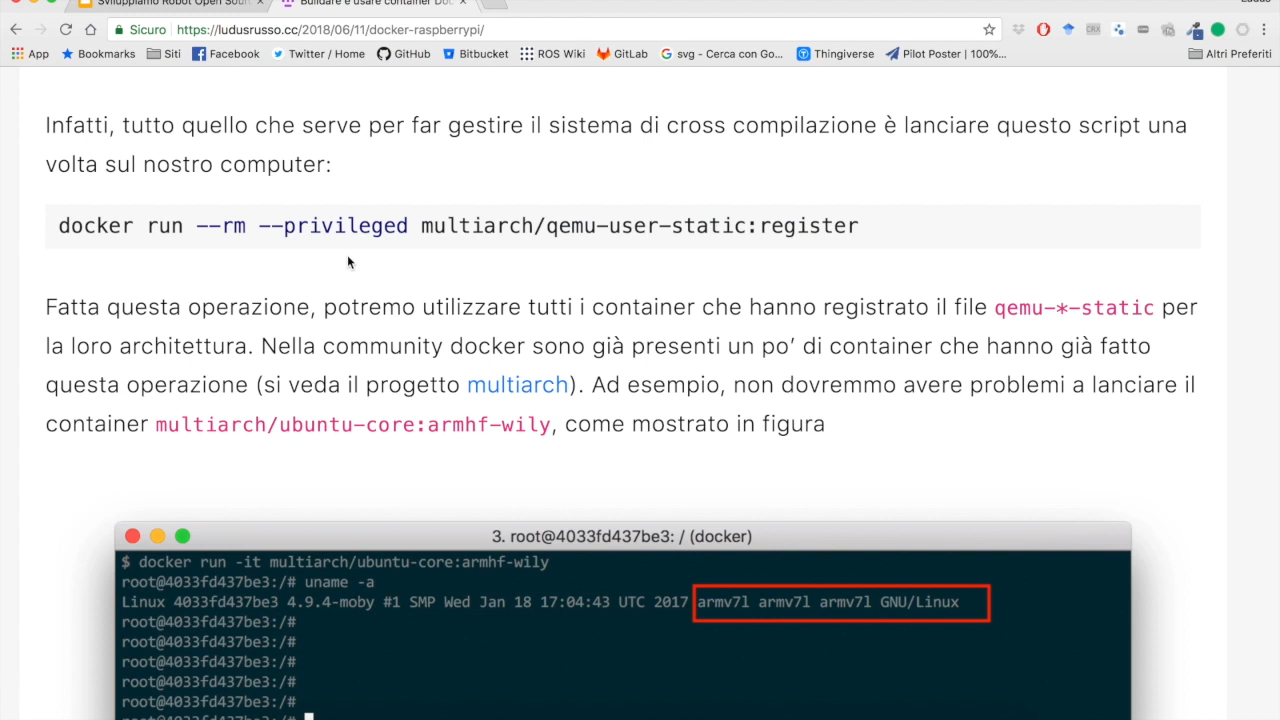 Sviluppiamo Robot Open Sour
Buildare e usare container Doc
Ludus
Sicuro https://ludusrusso.cc/2018/06/11/docker-raspberrypi/
App Bookmarks Siti Facebook Twitter / Home GitHub Bitbucket ROS Wiki GitLab svg - Cerca con Go... Thingiverse Pilot Poster | 100%... Altri Preferiti
Infatti, tutto quello che serve per far gestire il sistema di cross compilazione è lanciare questo script una
volta sul nostro computer:
docker run --rm --privileged multiarch/qemu-user-static:register
Fatta questa operazione, potremo utilizzare tutti i container che hanno registrato il file qemu-*-static per
la loro architettura. Nella community docker sono già presenti un po’ di container che hanno già fatto
questa operazione (si veda il progetto multiarch). Ad esempio, non dovremmo avere problemi a lanciare il
container multiarch/ubuntu-core:armhf-wily, come mostrato in figura
3. root@4033fd437be3: / (docker)
$ docker run -it multiarch/ubuntu-core:armhf-wily
root@4033fd437be3:/# uname -a
Linux 4033fd437be3 4.9.4-moby #1 SMP Wed Jan 18 17:04:43 UTC 2017 armv7l armv7l armv7l GNU/Linux
root@4033fd437be3:/#
root@4033fd437be3:/#
root@4033fd437be3:/#
root@4033fd437be3:/#
root@4033fd437be3:/#
root@4033fd437be3:/#